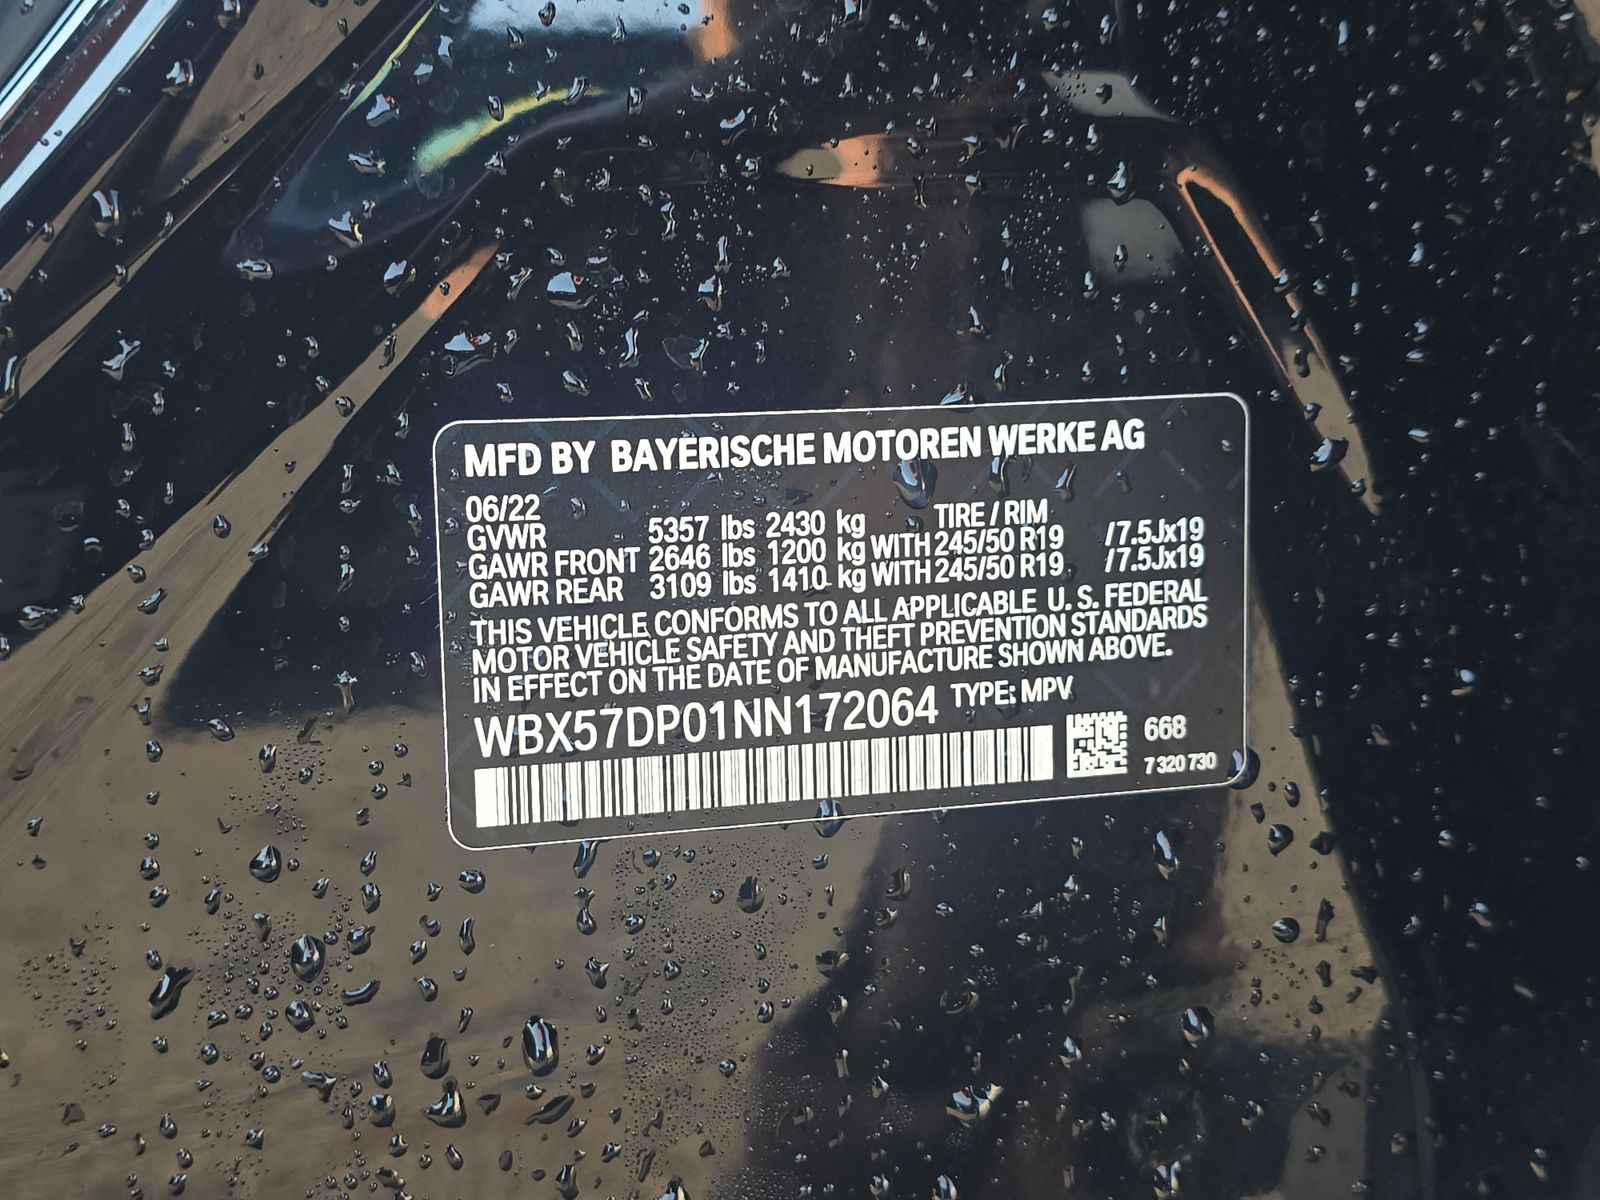 MFD BY BAYERISCHE MOTOREN WERKE AG
06/22 TIRE / RIM
GVWR 5357 lbs 2430 kg
GAWR FRONT 2646 lbs 1200 kg WITH 245/50 R19 /7.5Jx19
GAWR REAR 3109 lbs 1410 kg WITH 245/50 R19 /7.5Jx19
THIS VEHICLE CONFORMS TO ALL APPLICABLE U. S. FEDERAL
MOTOR VEHICLE SAFETY AND THEFT PREVENTION STANDARDS
IN EFFECT ON THE DATE OF MANUFACTURE SHOWN ABOVE.
WBX57DP01NN172064 TYPE: MPV
668
7 320 730